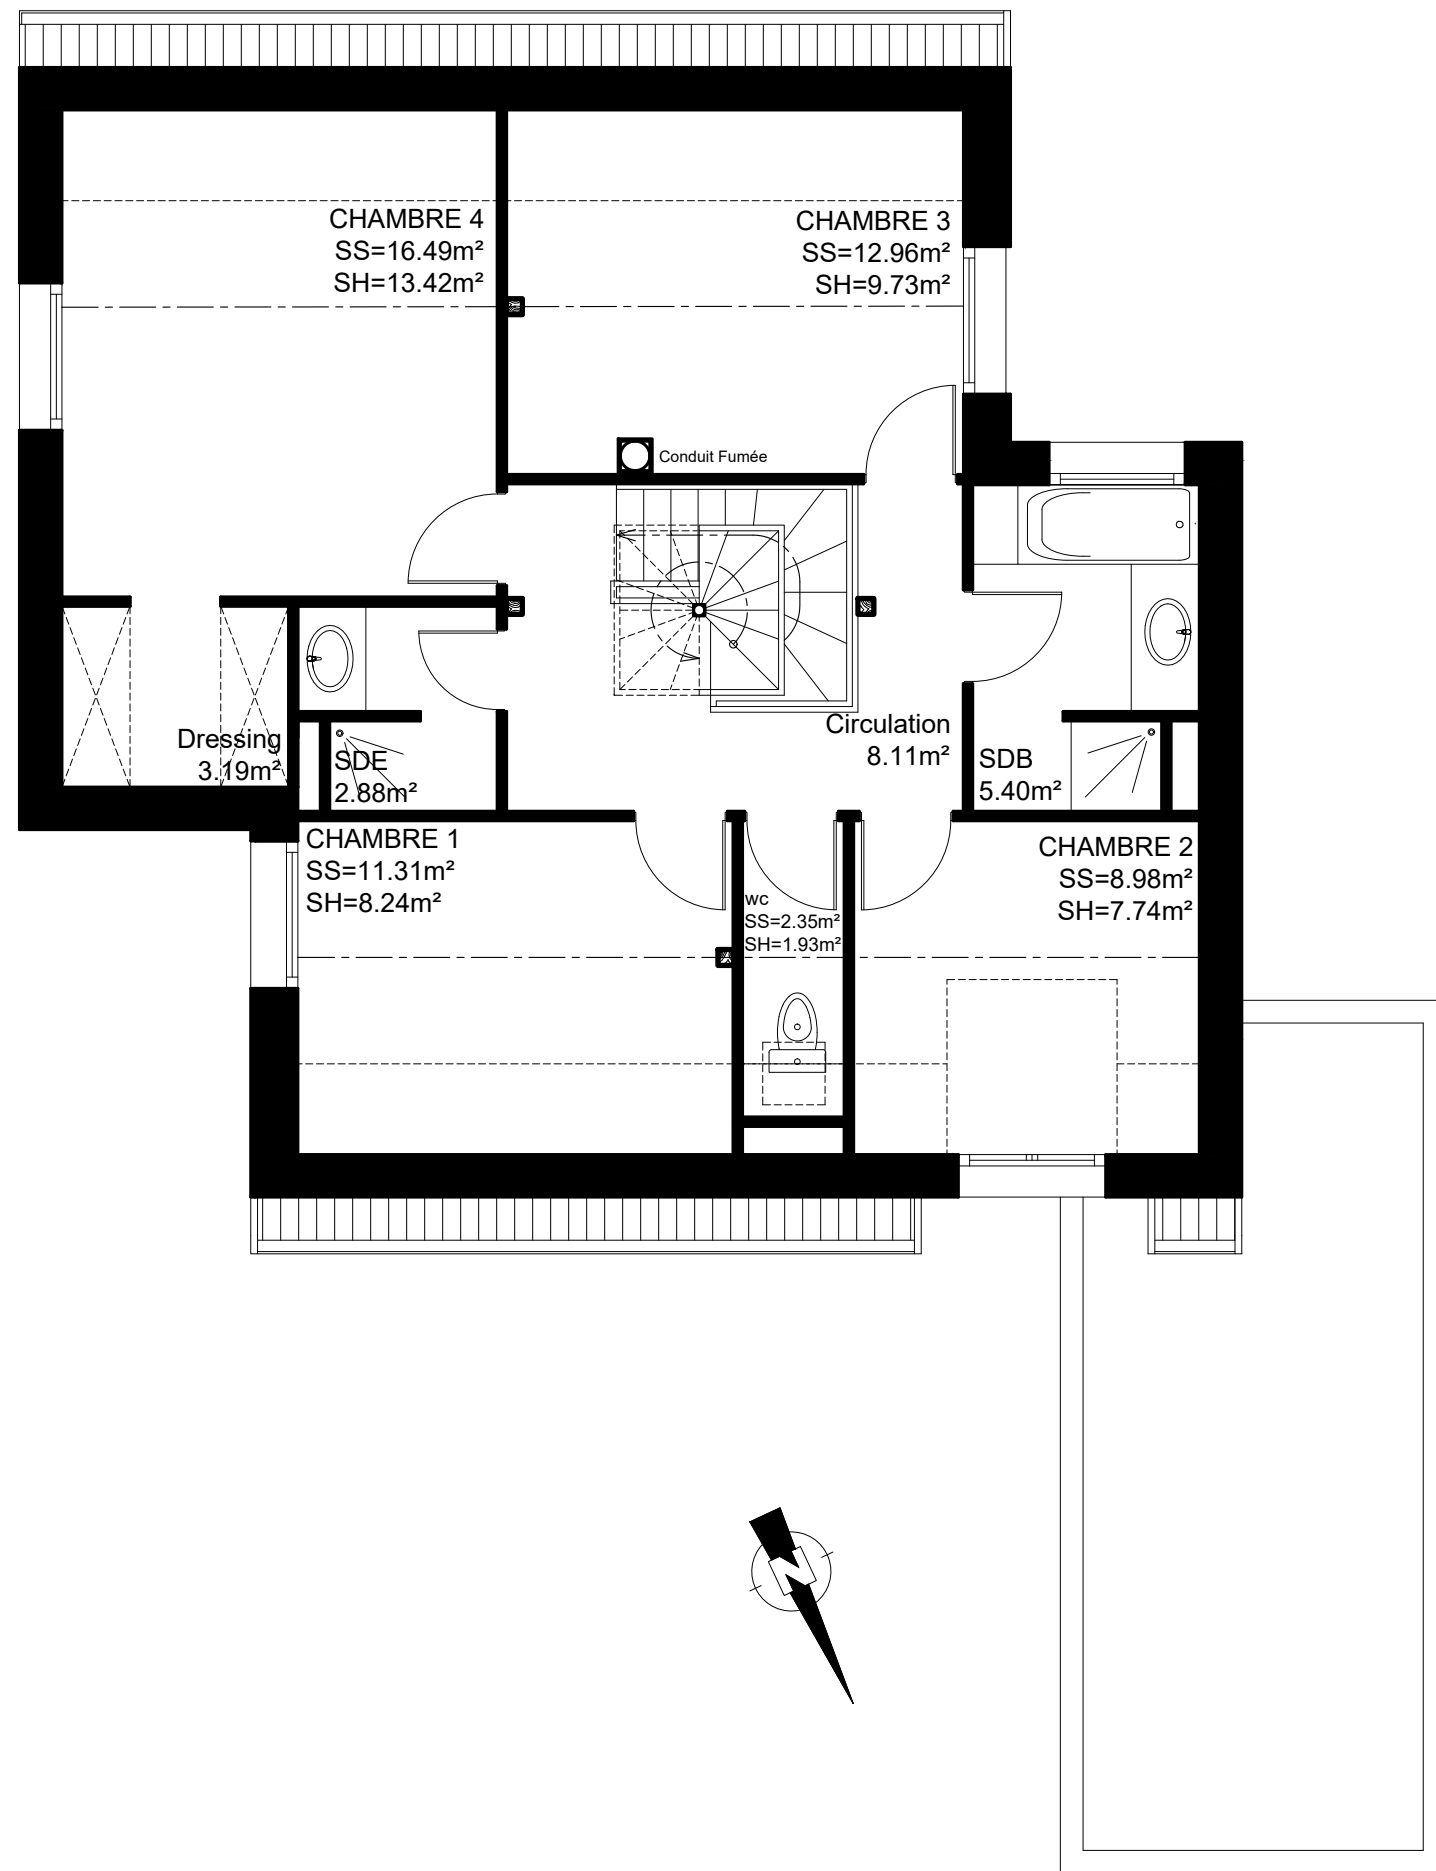 CHAMBRE 4
SS=16.49m²
SH=13.42m²
CHAMBRE 3
SS=12.96m²
SH=9.73m²
Conduit Fumée
Dressing
3.19m²
SDE
2.88m²
Circulation
8.11m²
SDB
5.40m²
CHAMBRE 1
SS=11.31m²
SH=8.24m²
wc
SS=2.35m²
SH=1.93m²
CHAMBRE 2
SS=8.98m²
SH=7.74m²